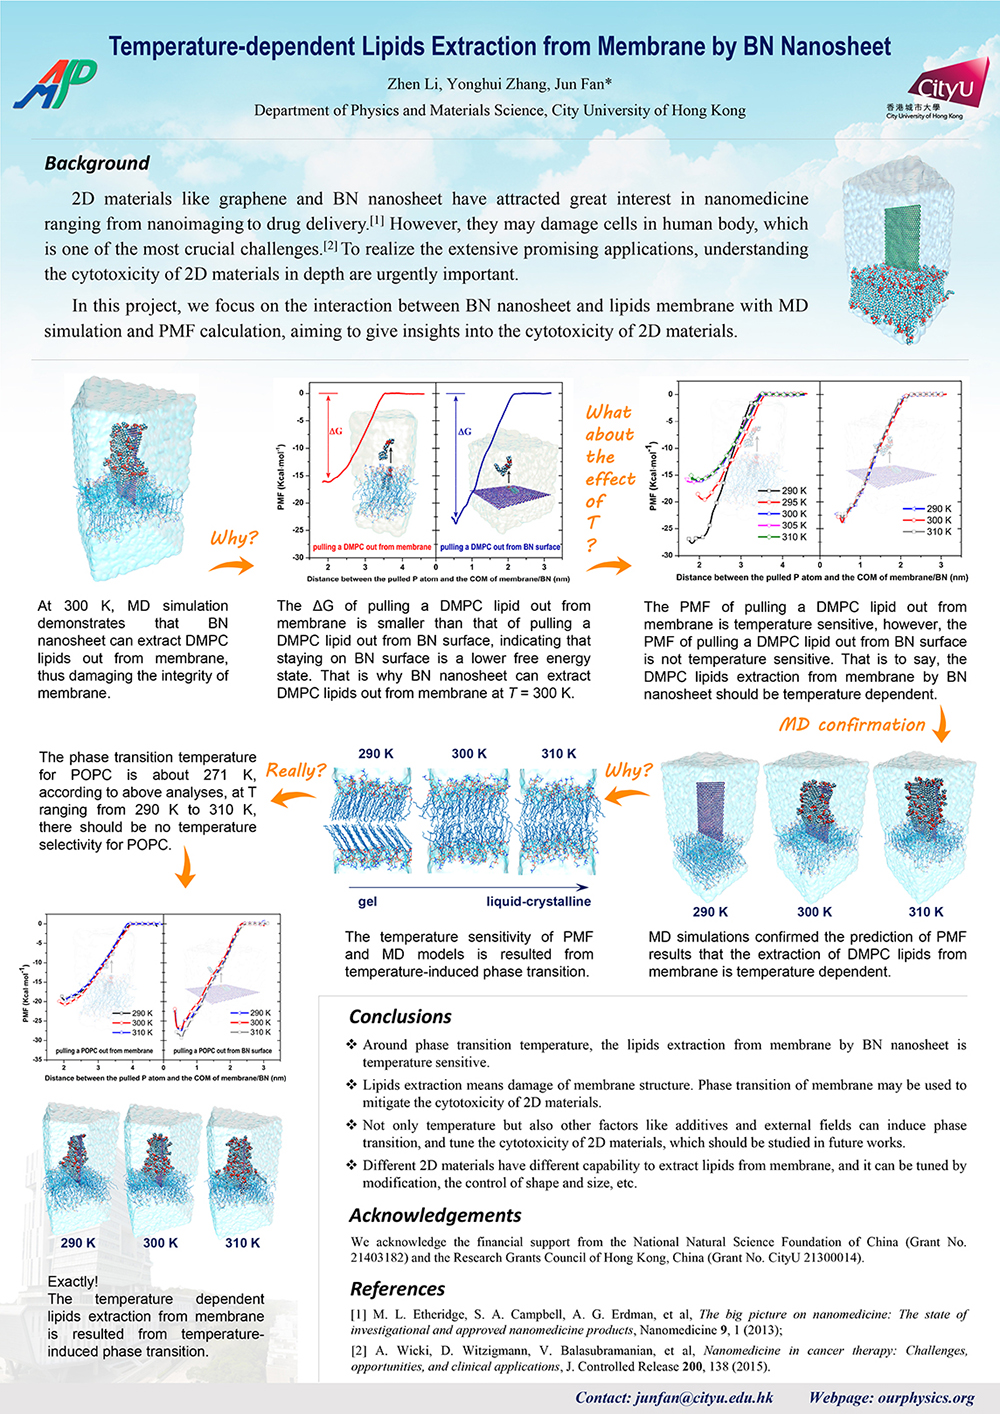 Temperature-dependent Lipids Extraction from Membrane by BN Nanosheet
AP
M
Zhen Li, Yonghui Zhang, Jun Fan*
Department of Physics and Materials Science, City University of Hong Kong
CityU
香港城市大學
City University of Hong Kong
Background
2D materials like graphene and BN nanosheet have attracted great interest in nanomedicine
ranging from nanoimaging to drug delivery.[1] However, they may damage cells in human body, which
is one of the most crucial challenges.[2] To realize the extensive promising applications, understanding
the cytotoxicity of 2D materials in depth are urgently important.
In this project, we focus on the interaction between BN nanosheet and lipids membrane with MD
simulation and PMF calculation, aiming to give insights into the cytotoxicity of 2D materials.
Why?
PMF (Kcal·mol⁻¹)
0
-5
-10
-15
-20
-25
-30
ΔG
ΔG
pulling a DMPC out from membrane
pulling a DMPC out from BN surface
2 3 4 0 1 2 3
Distance between the pulled P atom and the COM of membrane/BN (nm)
What
about
the
effect
of
T
?
PMF (Kcal·mol⁻¹)
0
-5
-10
-15
-20
-25
-30
290 K
295 K
300 K
305 K
310 K
290 K
300 K
310 K
2 3 4 0 1 2 3
Distance between the pulled P atom and the COM of membrane/BN (nm)
At 300 K, MD simulation
demonstrates that BN
nanosheet can extract DMPC
lipids out from membrane,
thus damaging the integrity of
membrane.
The ΔG of pulling a DMPC lipid out from
membrane is smaller than that of pulling a
DMPC lipid out from BN surface, indicating that
staying on BN surface is a lower free energy
state. That is why BN nanosheet can extract
DMPC lipids out from membrane at T = 300 K.
The PMF of pulling a DMPC lipid out from
membrane is temperature sensitive, however, the
PMF of pulling a DMPC lipid out from BN surface
is not temperature sensitive. That is to say, the
DMPC lipids extraction from membrane by BN
nanosheet should be temperature dependent.
MD confirmation
290 K 300 K 310 K
MD simulations confirmed the prediction of PMF
results that the extraction of DMPC lipids from
membrane is temperature dependent.
Why?
290 K 300 K 310 K
gel liquid-crystalline
The temperature sensitivity of PMF
and MD models is resulted from
temperature-induced phase transition.
Really?
The phase transition temperature
for POPC is about 271 K,
according to above analyses, at T
ranging from 290 K to 310 K,
there should be no temperature
selectivity for POPC.
PMF (Kcal·mol⁻¹)
0
-5
-10
-15
-20
-25
-30
-35
290 K
300 K
310 K
290 K
300 K
310 K
pulling a POPC out from membrane
pulling a POPC out from BN surface
2 3 4 0 1 2 3
Distance between the pulled P atom and the COM of membrane/BN (nm)
290 K 300 K 310 K
Exactly!
The temperature dependent
lipids extraction from membrane
is resulted from temperature-
induced phase transition.
Conclusions
❖ Around phase transition temperature, the lipids extraction from membrane by BN nanosheet is
temperature sensitive.
❖ Lipids extraction means damage of membrane structure. Phase transition of membrane may be used to
mitigate the cytotoxicity of 2D materials.
❖ Not only temperature but also other factors like additives and external fields can induce phase
transition, and tune the cytotoxicity of 2D materials, which should be studied in future works.
❖ Different 2D materials have different capability to extract lipids from membrane, and it can be tuned by
modification, the control of shape and size, etc.
Acknowledgements
We acknowledge the financial support from the National Natural Science Foundation of China (Grant No.
21403182) and the Research Grants Council of Hong Kong, China (Grant No. CityU 21300014).
References
[1] M. L. Etheridge, S. A. Campbell, A. G. Erdman, et al, The big picture on nanomedicine: The state of
investigational and approved nanomedicine products, Nanomedicine 9, 1 (2013);
[2] A. Wicki, D. Witzigmann, V. Balasubramanian, et al, Nanomedicine in cancer therapy: Challenges,
opportunities, and clinical applications, J. Controlled Release 200, 138 (2015).
Contact: junfan@cityu.edu.hk Webpage: ourphysics.org